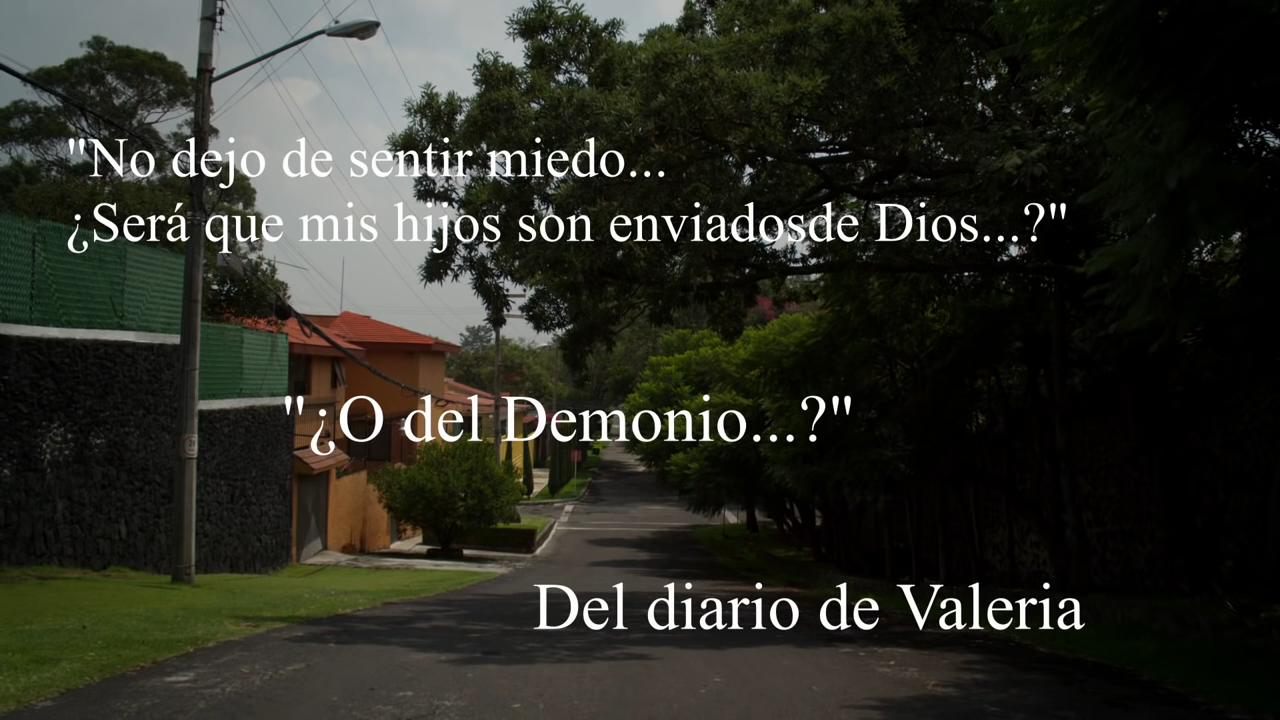 "No dejo de sentir miedo...
¿Será que mis hijos son enviadosde Dios...?"
"¿O del Demonio...?"
Del diario de Valeria